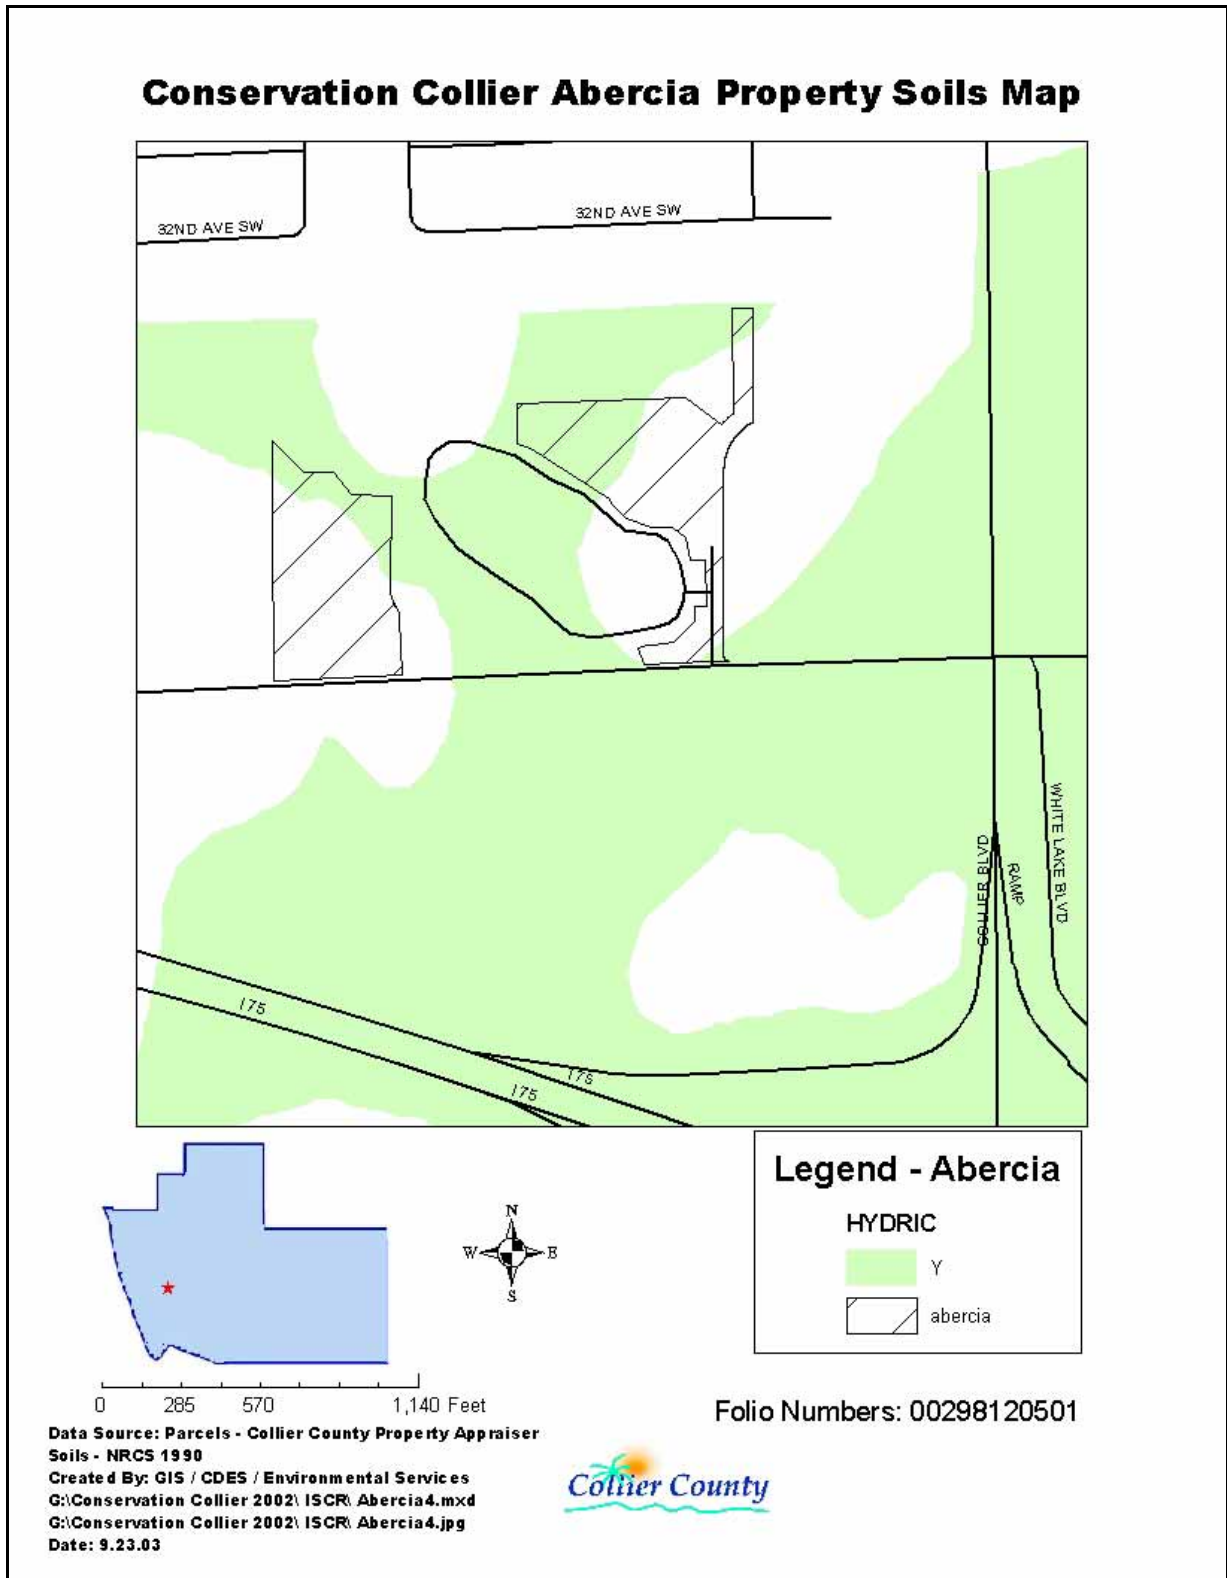 Conservation Collier Abercia Property Soils Map
32ND AVE SW
32ND AVE SW
WHITE LAKE BLVD
COLLIER BLVD
RAMP
I75
I75
I75
Legend - Abercia
HYDRIC
Y
abercia
N
W E
S
0 285 570 1,140 Feet
Folio Numbers: 00298120501
Data Source: Parcels - Collier County Property Appraiser
Soils - NRCS 1990
Created By: GIS / CDES / Environmental Services
G:\Conservation Collier 2002\ ISCR\ Abercia4.mxd
G:\Conservation Collier 2002\ ISCR\ Abercia4.jpg
Date: 9.23.03
Collier County